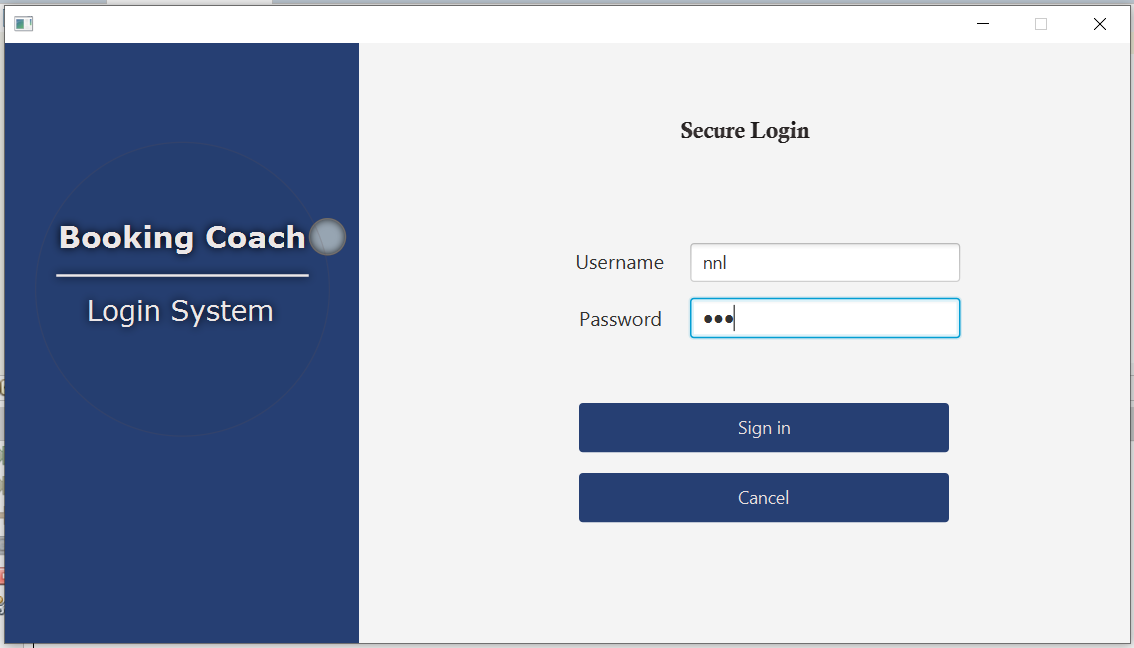 Booking Coach
Login System
Secure Login
Username nnl
Password •••
Sign in
Cancel